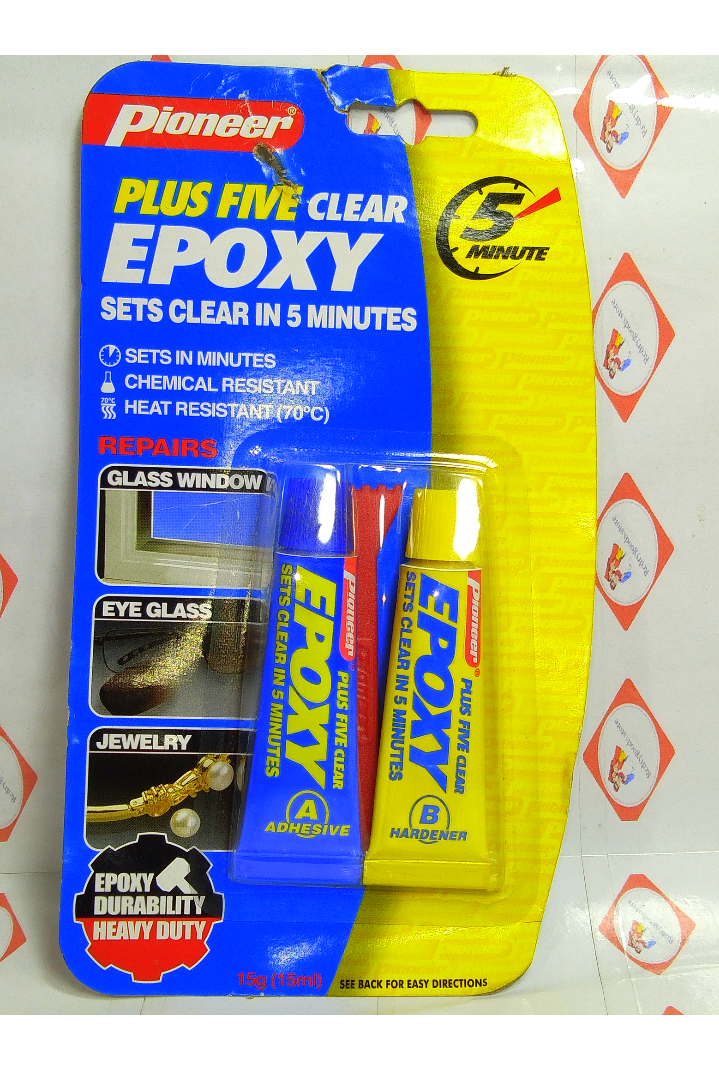 Pioneer®
PLUS FIVE CLEAR
EPOXY
SETS CLEAR IN 5 MINUTES
5
MINUTE
SETS IN MINUTES
CHEMICAL RESISTANT
70°C
HEAT RESISTANT (70°C)
REPAIRS
GLASS WINDOW
EYE GLASS
JEWELRY
Pioneer
PLUS FIVE CLEAR
EPOXY
SETS CLEAR IN 5 MINUTES
A
ADHESIVE
Pioneer®
PLUS FIVE CLEAR
EPOXY
SETS CLEAR IN 5 MINUTES
B
HARDENER
EPOXY
DURABILITY
HEAVY DUTY
15g (15ml)
SEE BACK FOR EASY DIRECTIONS